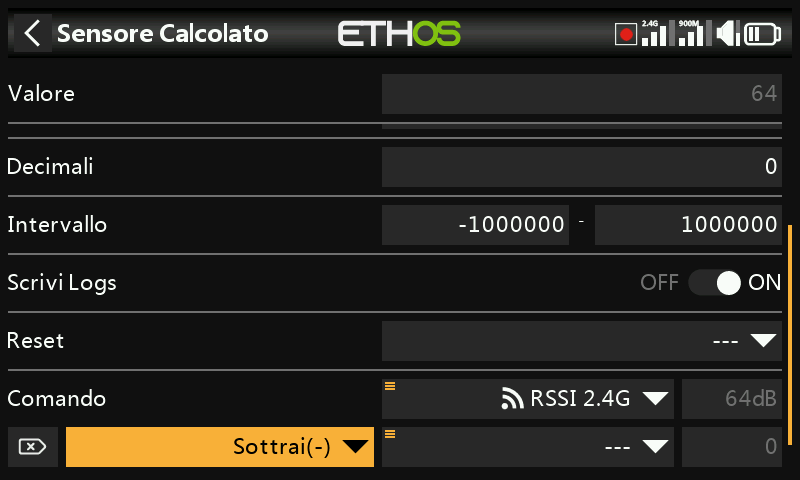 Sensore Calcolato ETHOS 2.4G 900M
Valore 64
Decimali 0
Intervallo -1000000 - 1000000
Scrivi Logs OFF ON
Reset ---
Comando RSSI 2.4G 64dB
Sottrai(-) --- 0